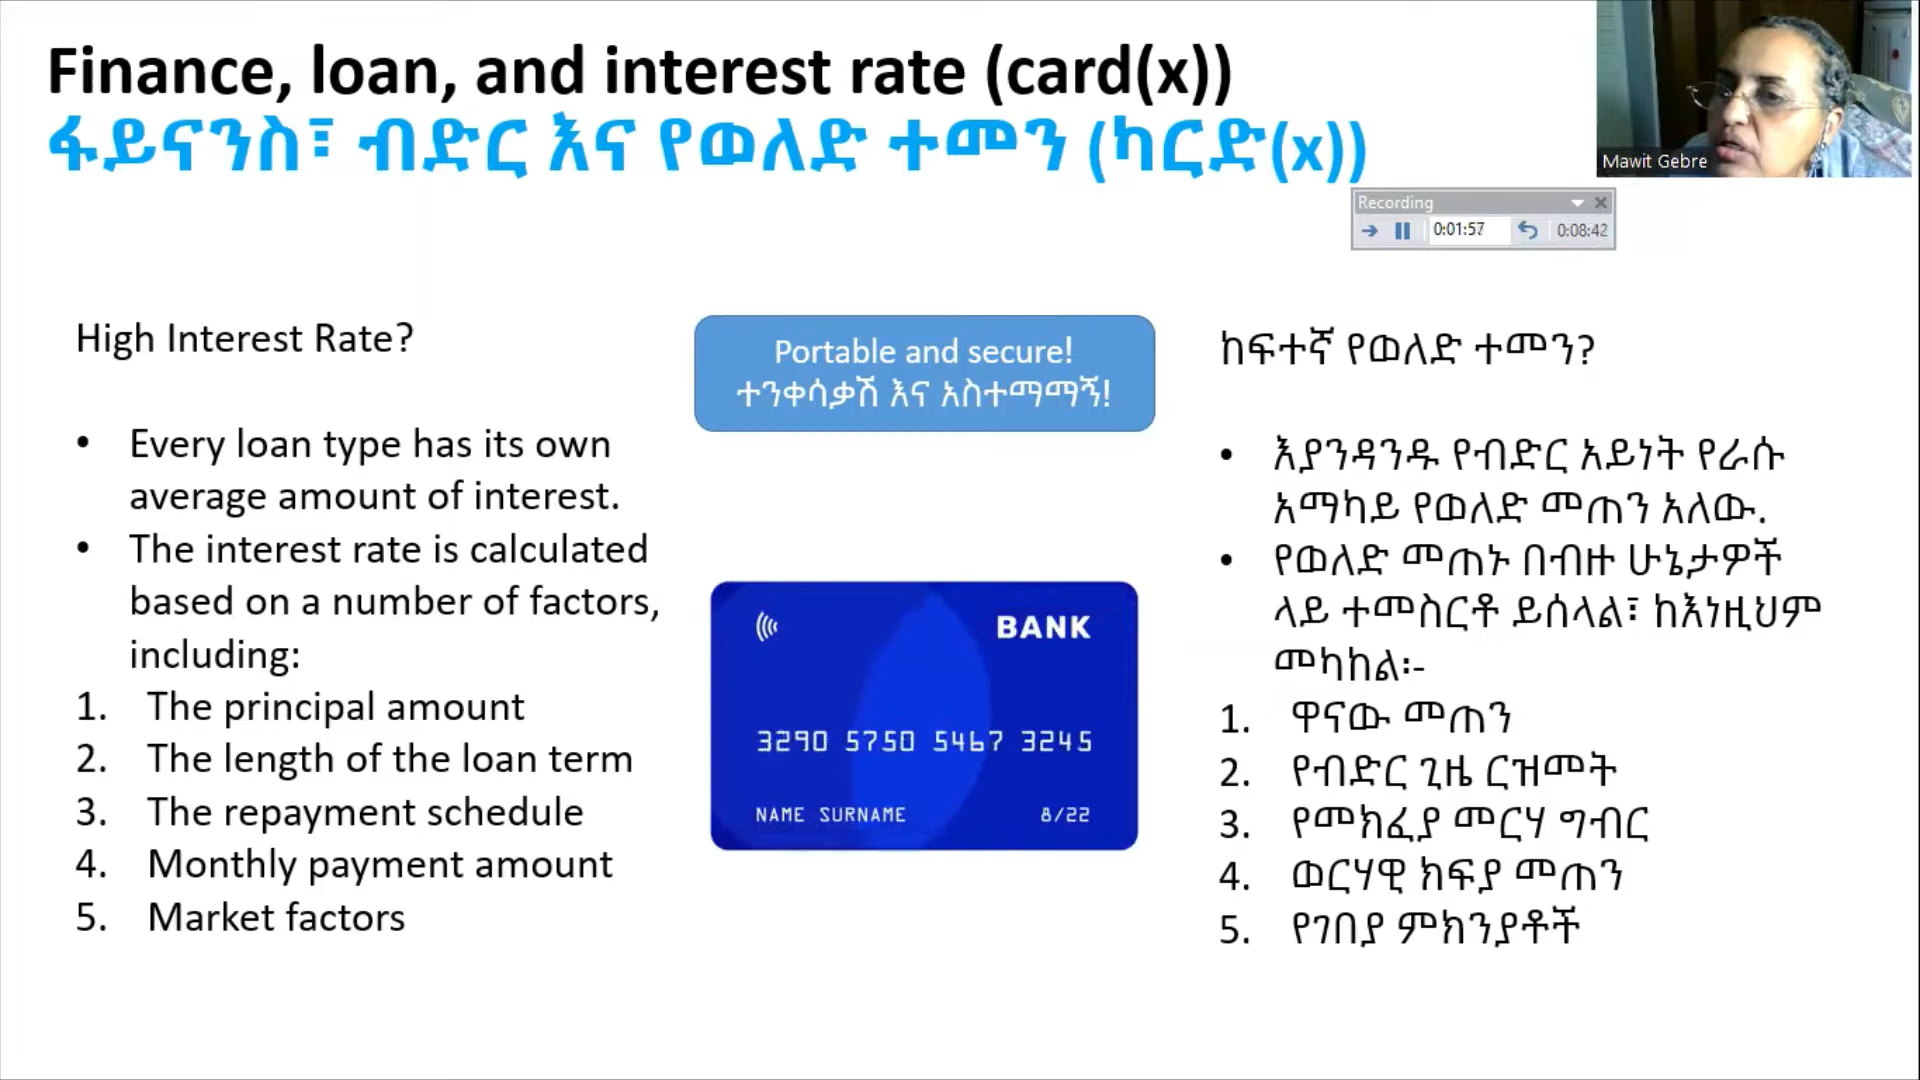 Finance, loan, and interest rate (card(x))
ፋይናንስ፣ ብድር እና የወለድ ተመን (ካርድ(x))
Mawit Gebre
Recording
0:01:57
0:08:42
High Interest Rate?
• Every loan type has its own
average amount of interest.
• The interest rate is calculated
based on a number of factors,
including:
1. The principal amount
2. The length of the loan term
3. The repayment schedule
4. Monthly payment amount
5. Market factors
Portable and secure!
ተንቀሳቃሽ እና አስተማማኝ!
BANK
3290 5750 5467 3245
NAME SURNAME 8/22
ከፍተኛ የወለድ ተመን?
• እያንዳንዱ የብድር አይነት የራሱ
አማካይ የወለድ መጠን አለው.
• የወለድ መጠኑ በብዙ ሁኔታዎች
ላይ ተመስርቶ ይሰላል፣ ከእነዚህም
መካከል፡-
1. ዋናው መጠን
2. የብድር ጊዜ ርዝመት
3. የመክፈያ መርሃ ግብር
4. ወርሃዊ ክፍያ መጠን
5. የገበያ ምክንያቶች